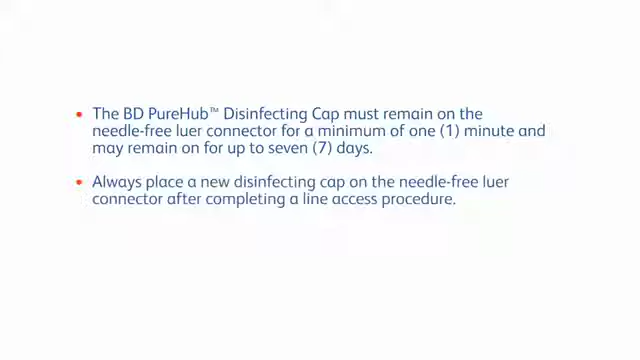 • The BD PureHub™ Disinfecting Cap must remain on the
needle-free luer connector for a minimum of one (1) minute and
may remain on for up to seven (7) days.
• Always place a new disinfecting cap on the needle-free luer
connector after completing a line access procedure.